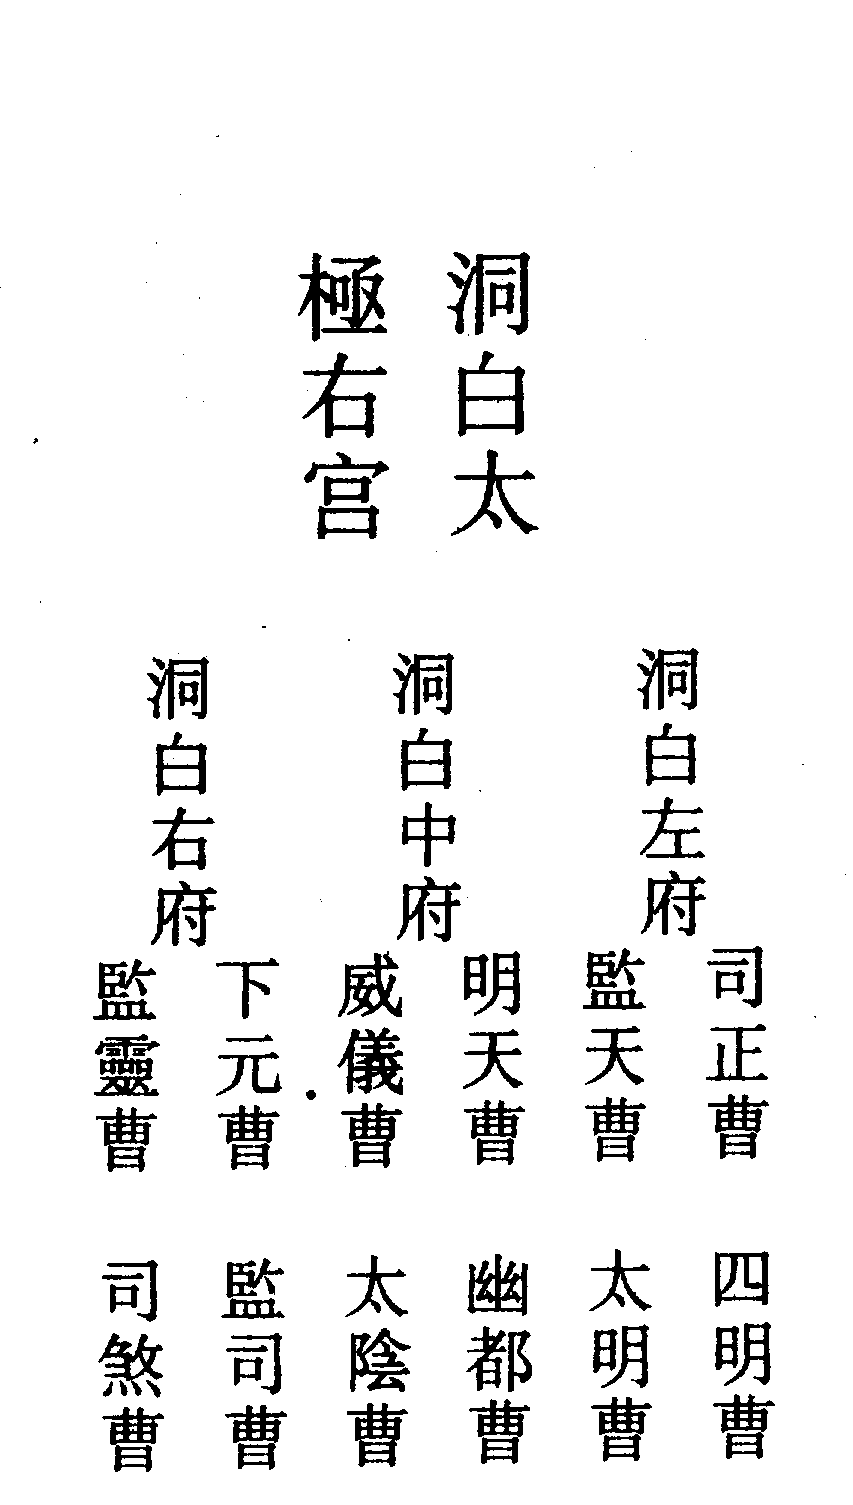 洞白太
極右宫
洞白左府
司正曹 四明曹
監天曹 太明曹
洞白中府
明天曹 幽都曹
威儀曹 太陰曹
洞白右府
下元曹 監司曹
監靈曹 司煞曹